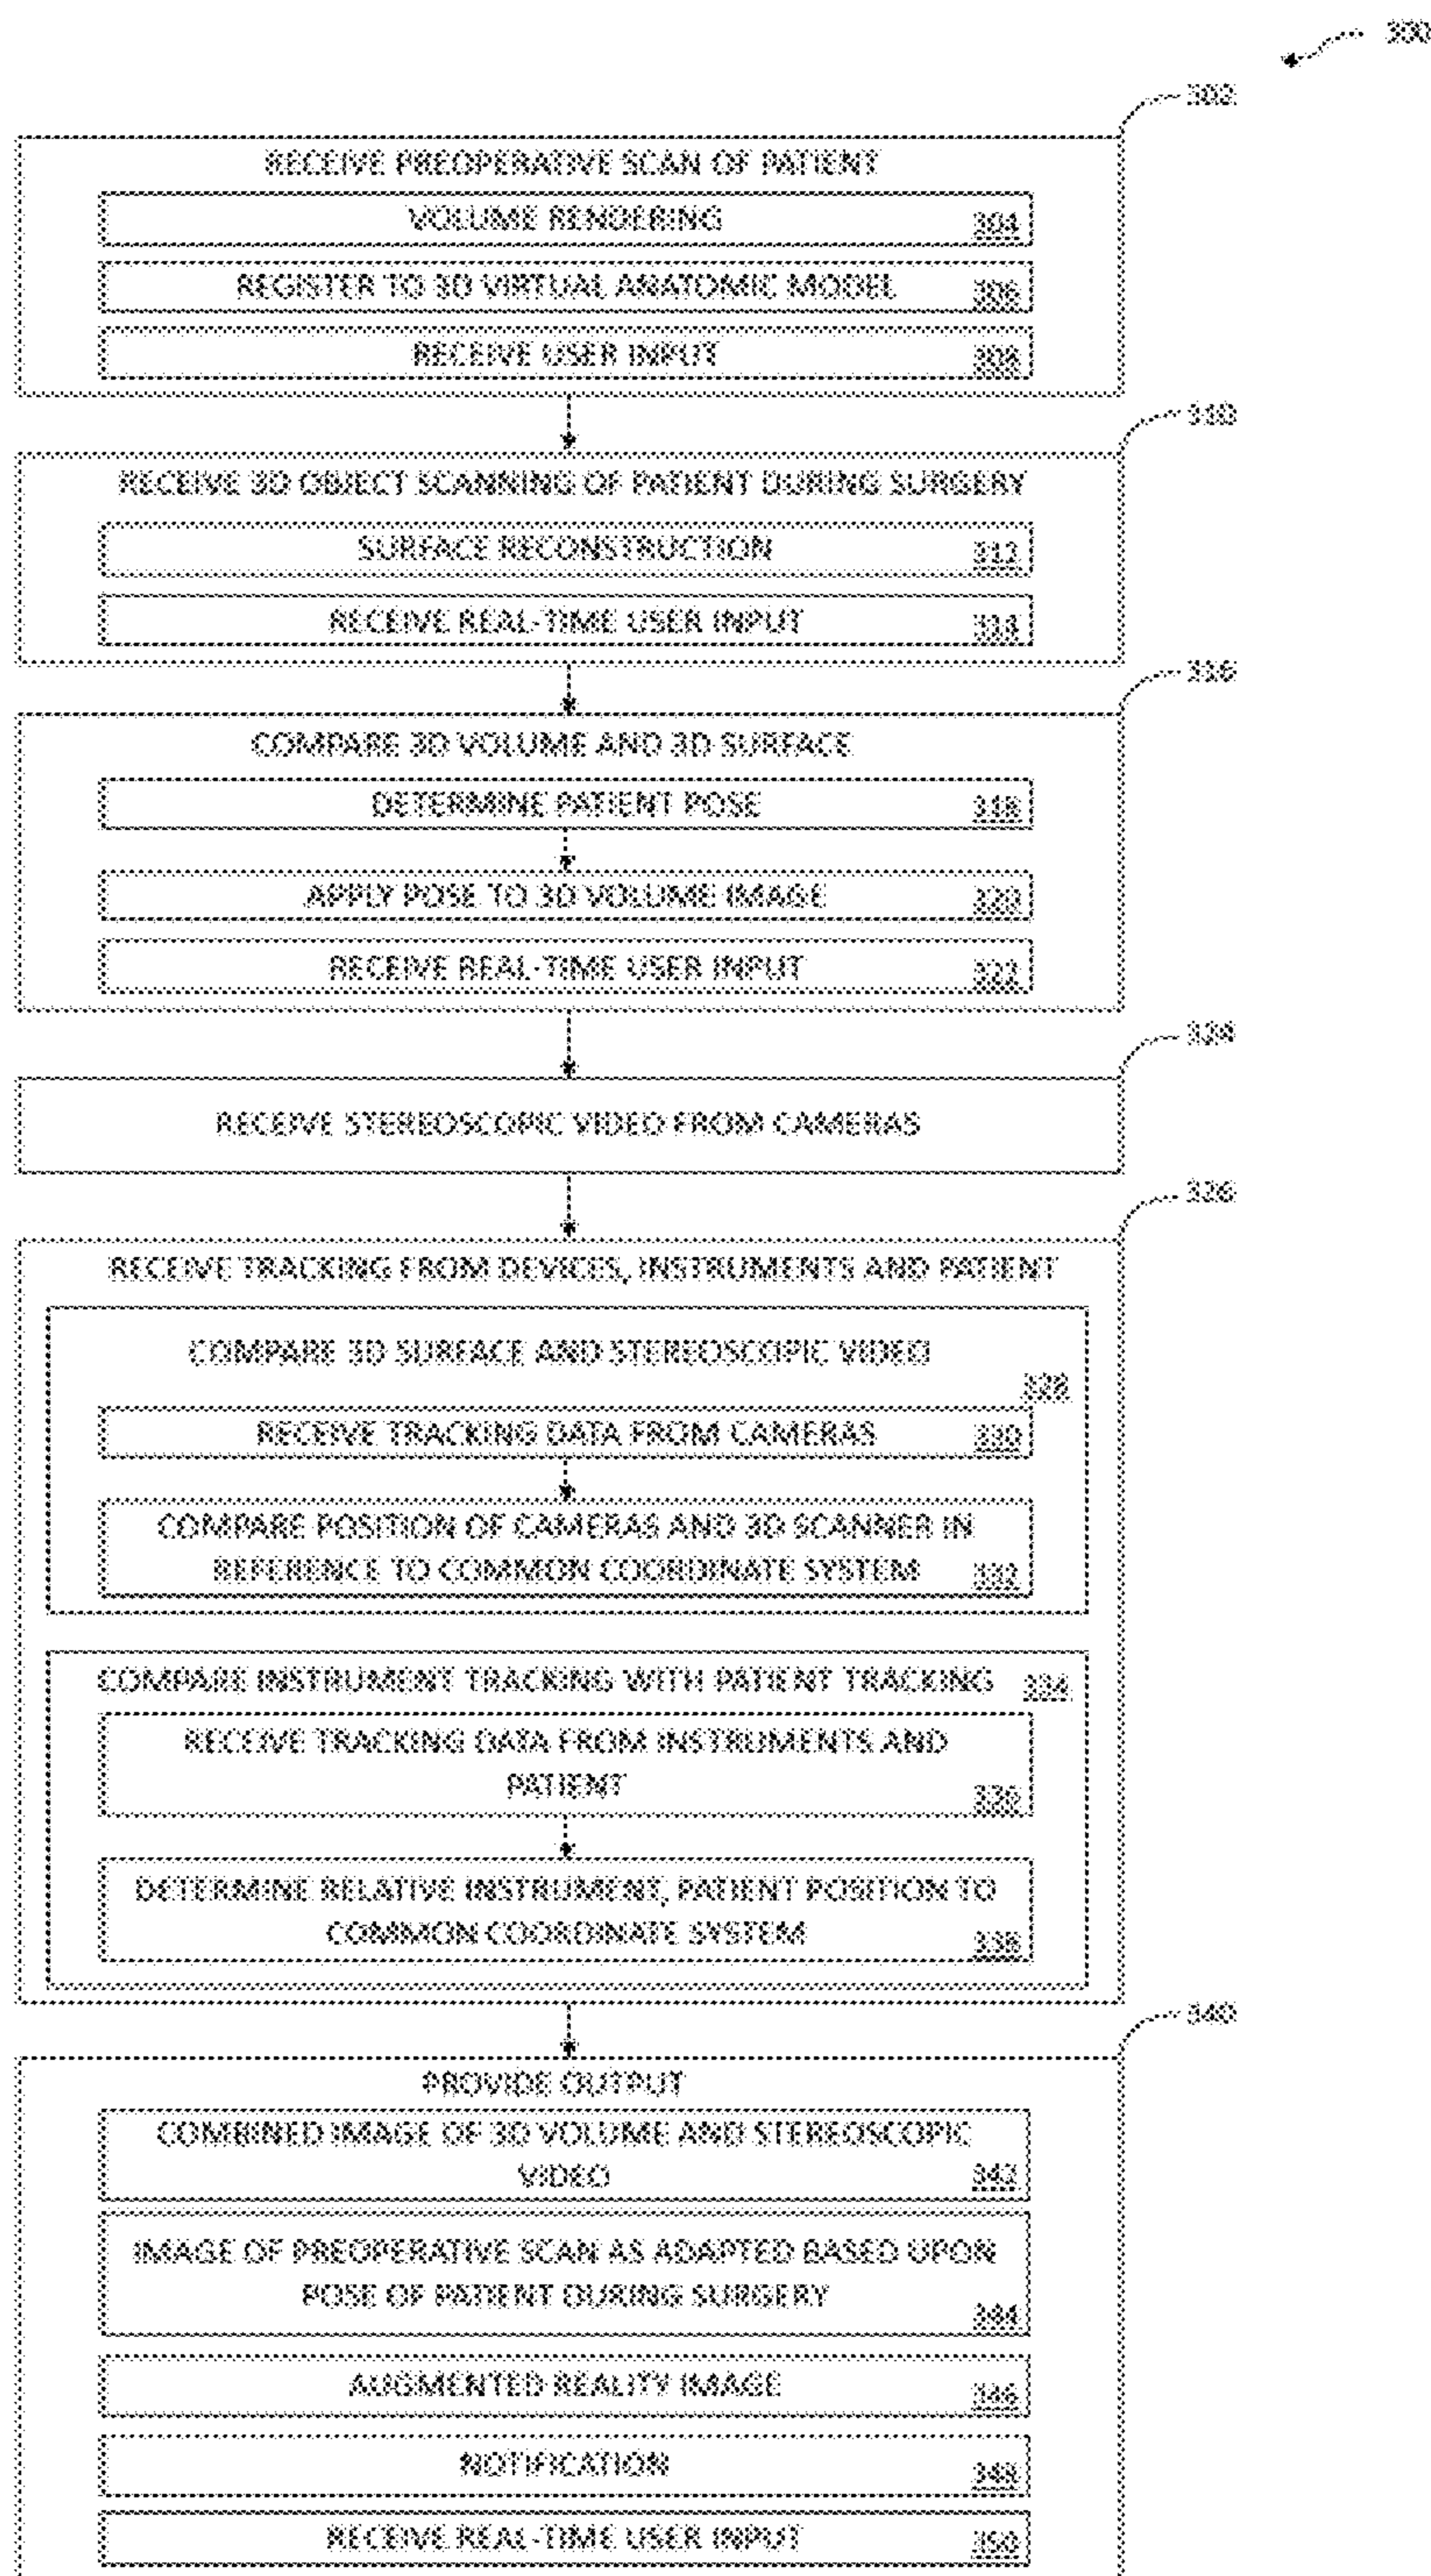 300
302
RECEIVE PREOPERATIVE SCAN OF PATIENT
VOLUME RENDERING 304
REGISTER TO 3D VIRTUAL ANATOMIC MODEL 306
RECEIVE USER INPUT 308
310
RECEIVE 3D OBJECT SCANNING OF PATIENT DURING SURGERY
SURFACE RECONSTRUCTION 312
RECEIVE REAL-TIME USER INPUT 314
316
COMPARE 3D VOLUME AND 3D SURFACE
DETERMINE PATIENT POSE 318
APPLY POSE TO 3D VOLUME IMAGE 320
RECEIVE REAL-TIME USER INPUT 322
324
RECEIVE STEREOSCOPIC VIDEO FROM CAMERAS
326
RECEIVE TRACKING FROM DEVICES, INSTRUMENTS AND PATIENT
COMPARE 3D SURFACE AND STEREOSCOPIC VIDEO
328
RECEIVE TRACKING DATA FROM CAMERAS 330
COMPARE POSITION OF CAMERAS AND 3D SCANNER IN
REFERENCE TO COMMON COORDINATE SYSTEM 332
COMPARE INSTRUMENT TRACKING WITH PATIENT TRACKING 334
RECEIVE TRACKING DATA FROM INSTRUMENTS AND
PATIENT 336
DETERMINE RELATIVE INSTRUMENT, PATIENT POSITION TO
COMMON COORDINATE SYSTEM 338
340
PROVIDE OUTPUT
COMBINED IMAGE OF 3D VOLUME AND STEREOSCOPIC
VIDEO 342
IMAGE OF PREOPERATIVE SCAN AS ADAPTED BASED UPON
POSE OF PATIENT DURING SURGERY
344
AUGMENTED REALITY IMAGE 346
NOTIFICATION 348
RECEIVE REAL-TIME USER INPUT 350